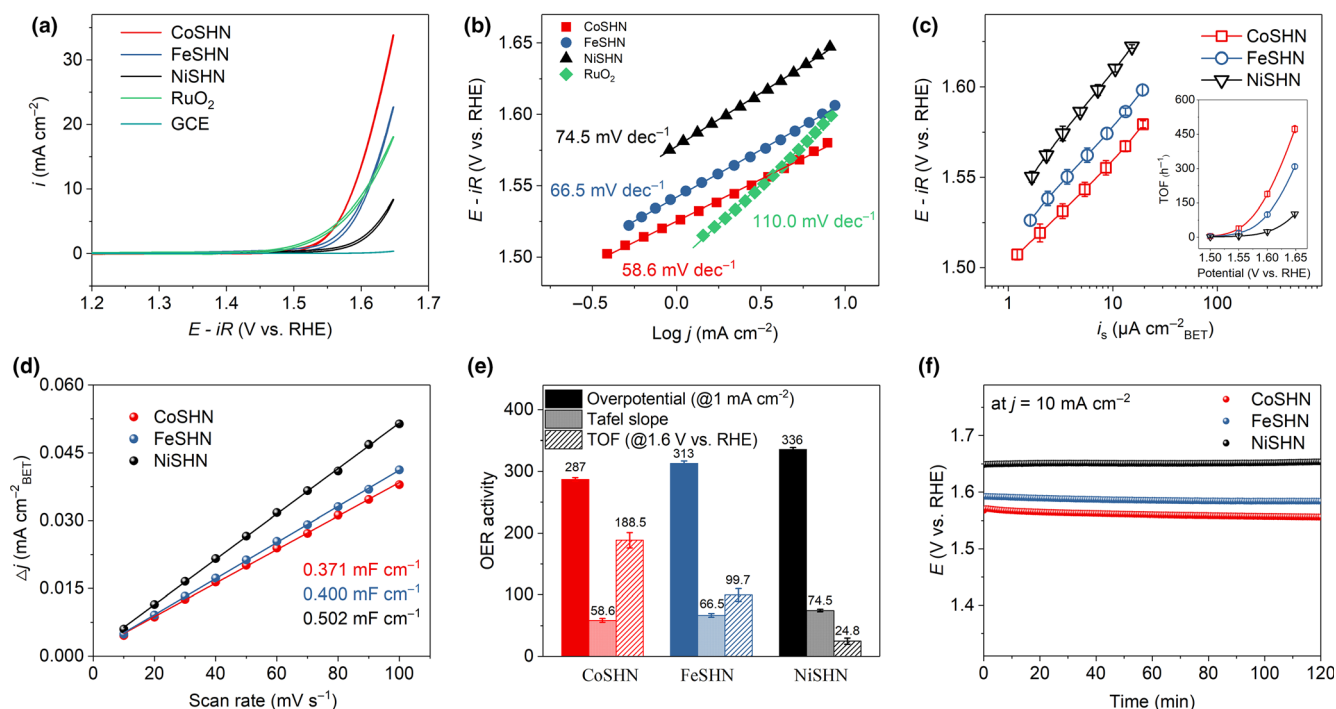 (a)
CoSHN
FeSHN
NiSHN
RuO₂
GCE
30
20
10
0
i (mA cm⁻²)
1.2 1.3 1.4 1.5 1.6 1.7
E - iR (V vs. RHE)
(b)
CoSHN
FeSHN
NiSHN
RuO₂
1.65
1.60
1.55
1.50
E - iR (V vs. RHE)
74.5 mV dec⁻¹
66.5 mV dec⁻¹
110.0 mV dec⁻¹
58.6 mV dec⁻¹
–0.5 0.0 0.5 1.0
Log j (mA cm⁻²)
(c)
CoSHN
FeSHN
NiSHN
1.62
1.60
1.58
1.56
1.54
1.52
1.50
E - iR (V vs. RHE)
600
450
300
150
0
TOF (h⁻¹)
1.50 1.55 1.60 1.65
Potential (V vs. RHE)
1 10 100
iₛ (µA cm⁻²BET)
(d)
CoSHN
FeSHN
NiSHN
0.060
0.045
0.030
0.015
0.000
△j (mA cm⁻²BET)
0.371 mF cm⁻¹
0.400 mF cm⁻¹
0.502 mF cm⁻¹
0 20 40 60 80 100
Scan rate (mV s⁻¹)
(e)
Overpotential (@1 mA cm⁻²)
Tafel slope
TOF (@1.6 V vs. RHE)
400
300
200
100
0
OER activity
287 58.6 188.5
313 66.5 99.7
336 74.5 24.8
CoSHN FeSHN NiSHN
(f)
at j = 10 mA cm⁻²
CoSHN
FeSHN
NiSHN
1.7
1.6
1.5
1.4
E (V vs. RHE)
0 20 40 60 80 100 120
Time (min)